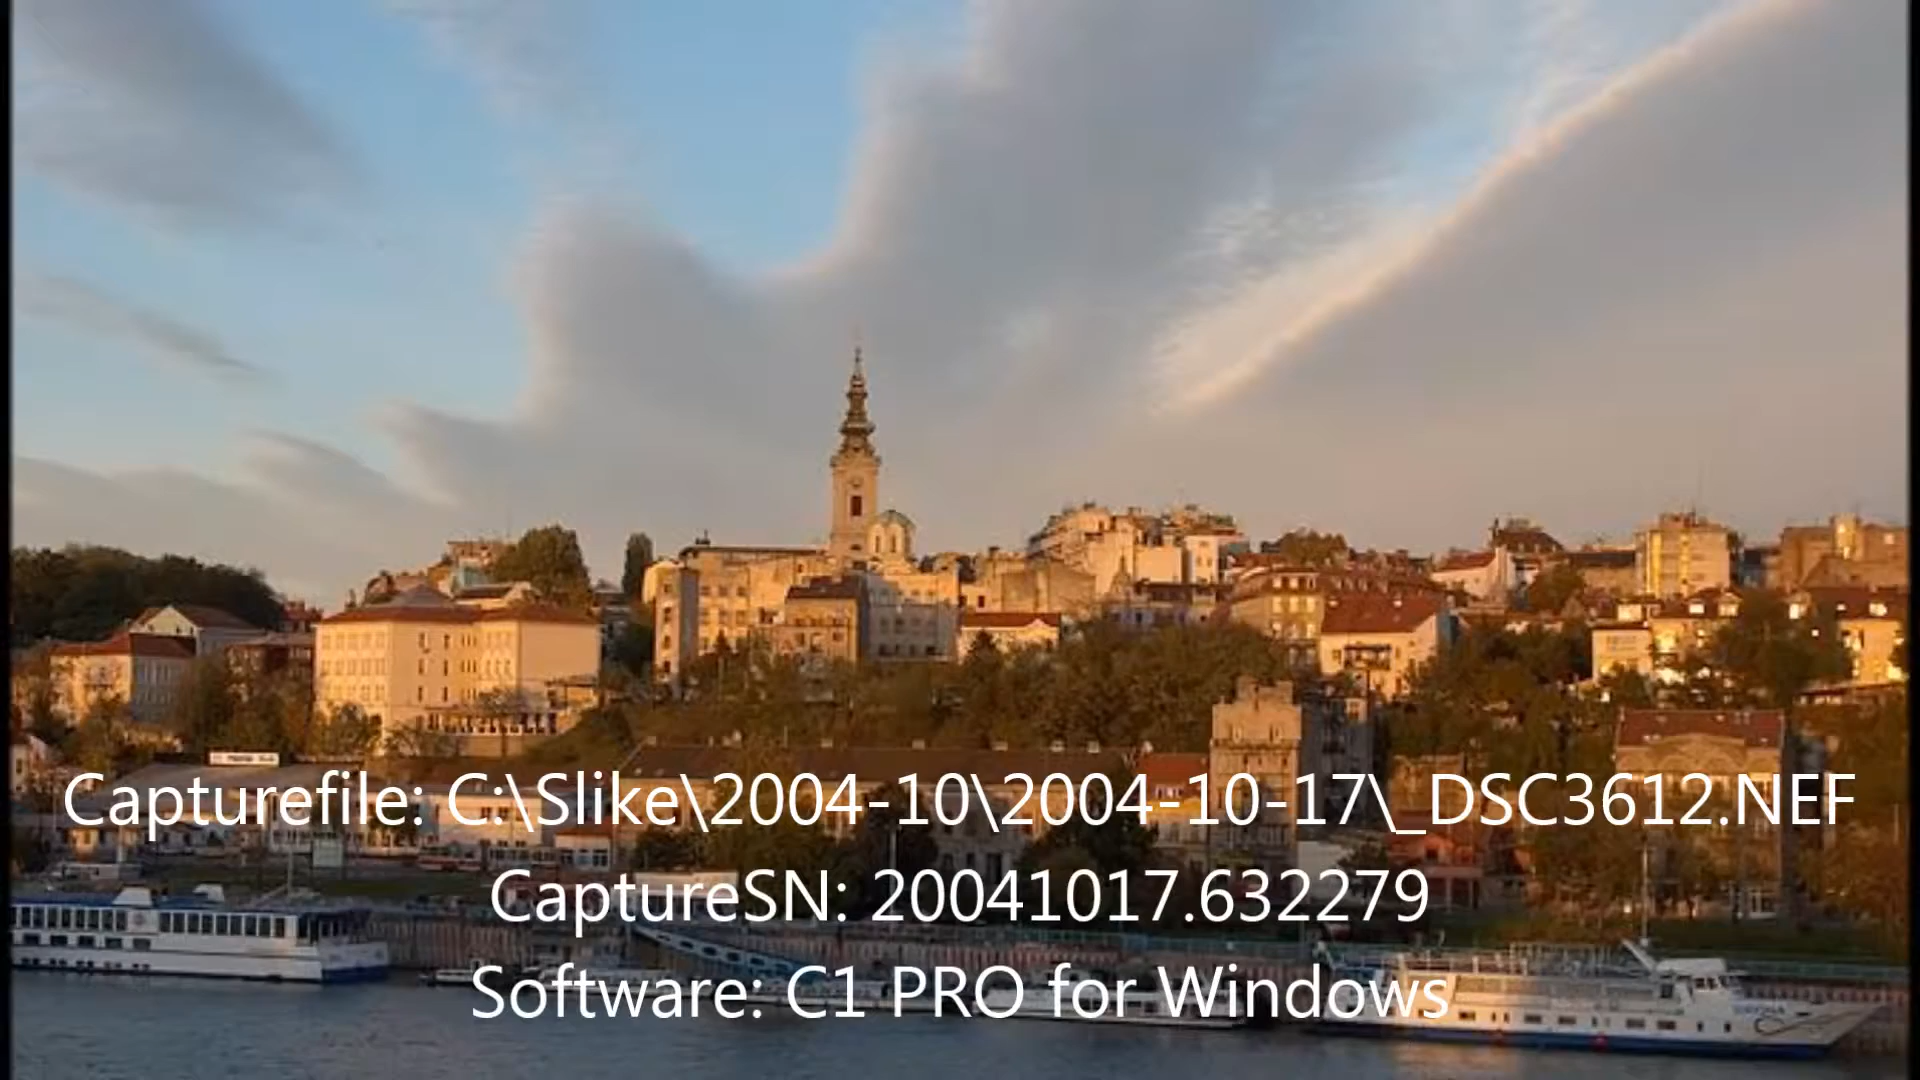 Capturefile: C:\Slike\2004-10\2004-10-17\_DSC3612.NEF
CaptureSN: 20041017.632279
Software: C1 PRO for Windows